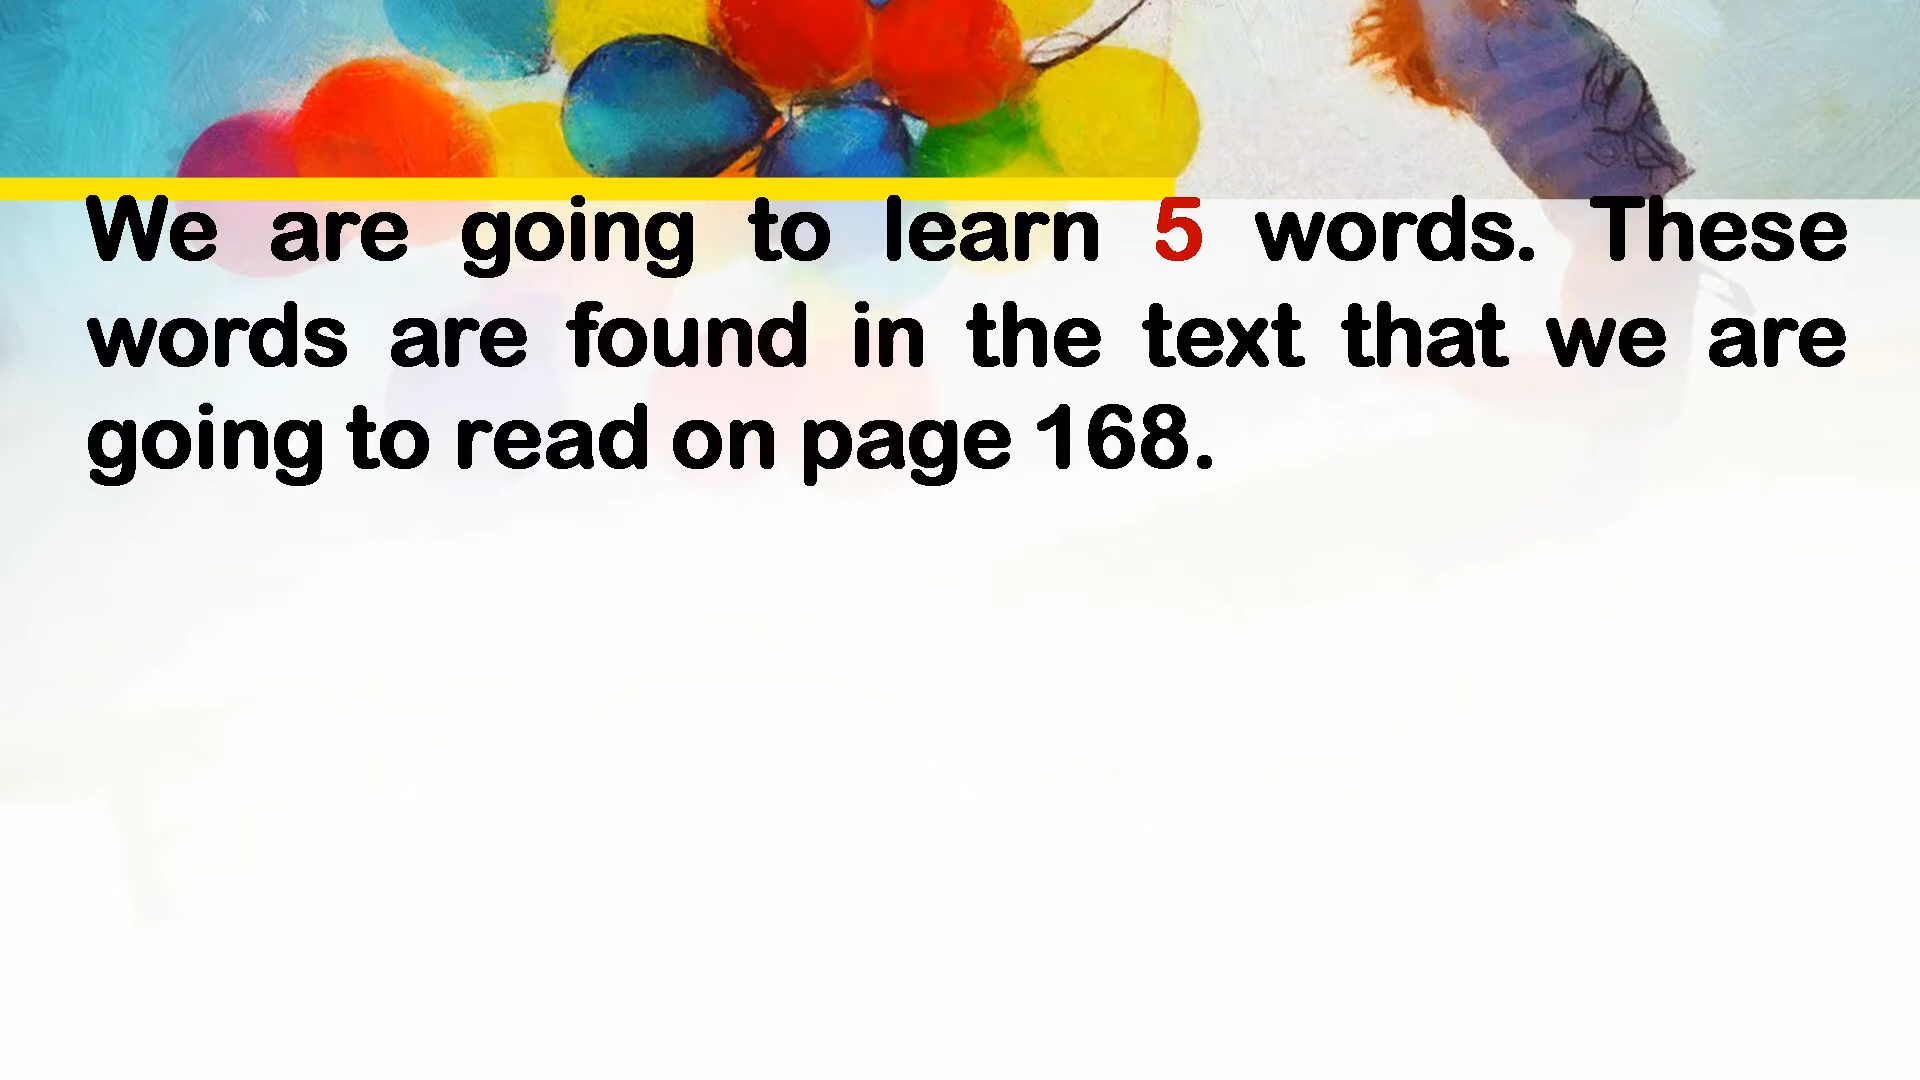 We are going to learn 5 words. These
words are found in the text that we are
going to read on page 168.